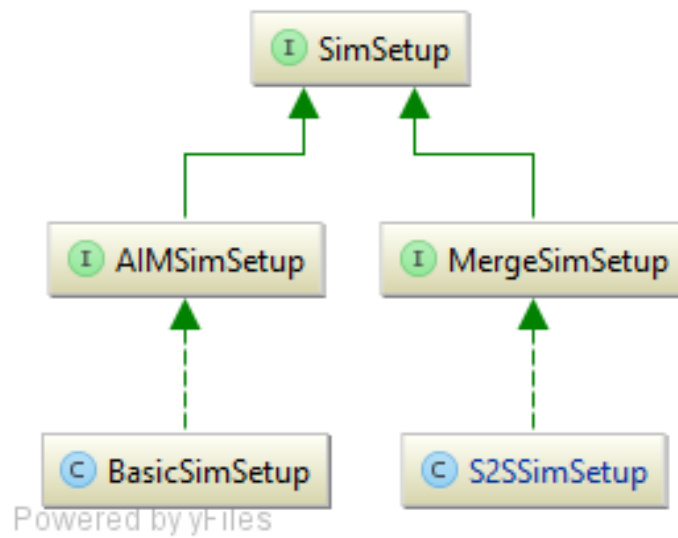 I SimSetup
I AIMSimSetup
I MergeSimSetup
C BasicSimSetup
C S2SSimSetup
Powered by yFiles